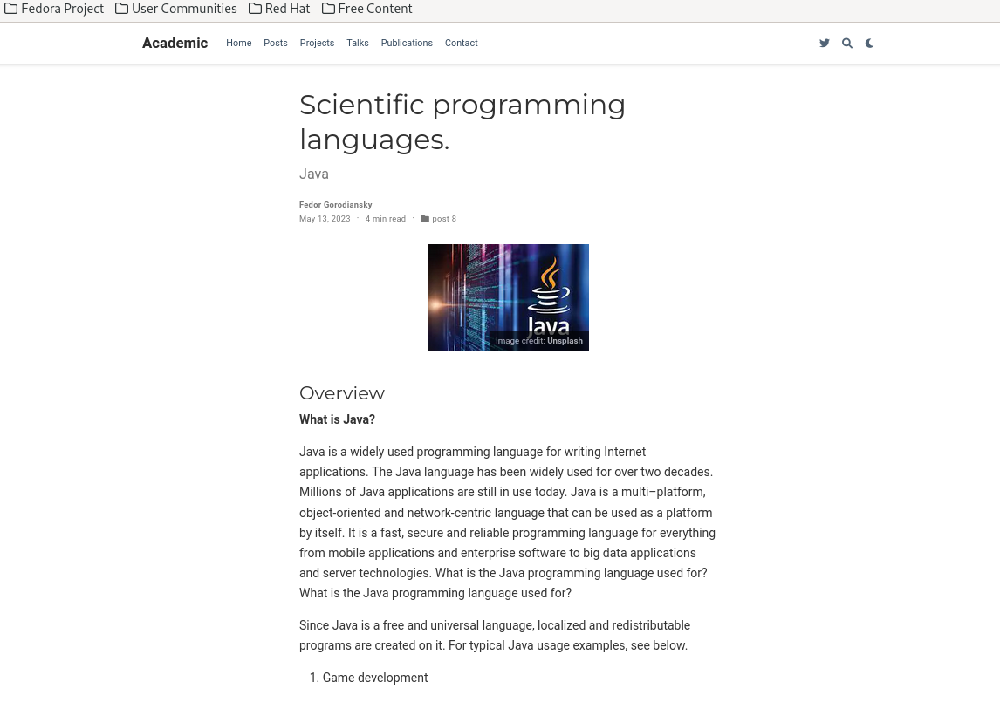 Fedora Project User Communities Red Hat Free Content
Academic Home Posts Projects Talks Publications Contact
Scientific programming
languages.
Java
Fedor Gorodiansky
May 13, 2023 · 4 min read · post 8
Java
Image credit: Unsplash
Overview
What is Java?
Java is a widely used programming language for writing Internet
applications. The Java language has been widely used for over two decades.
Millions of Java applications are still in use today. Java is a multi–platform,
object-oriented and network-centric language that can be used as a platform
by itself. It is a fast, secure and reliable programming language for everything
from mobile applications and enterprise software to big data applications
and server technologies. What is the Java programming language used for?
What is the Java programming language used for?
Since Java is a free and universal language, localized and redistributable
programs are created on it. For typical Java usage examples, see below.
1. Game development